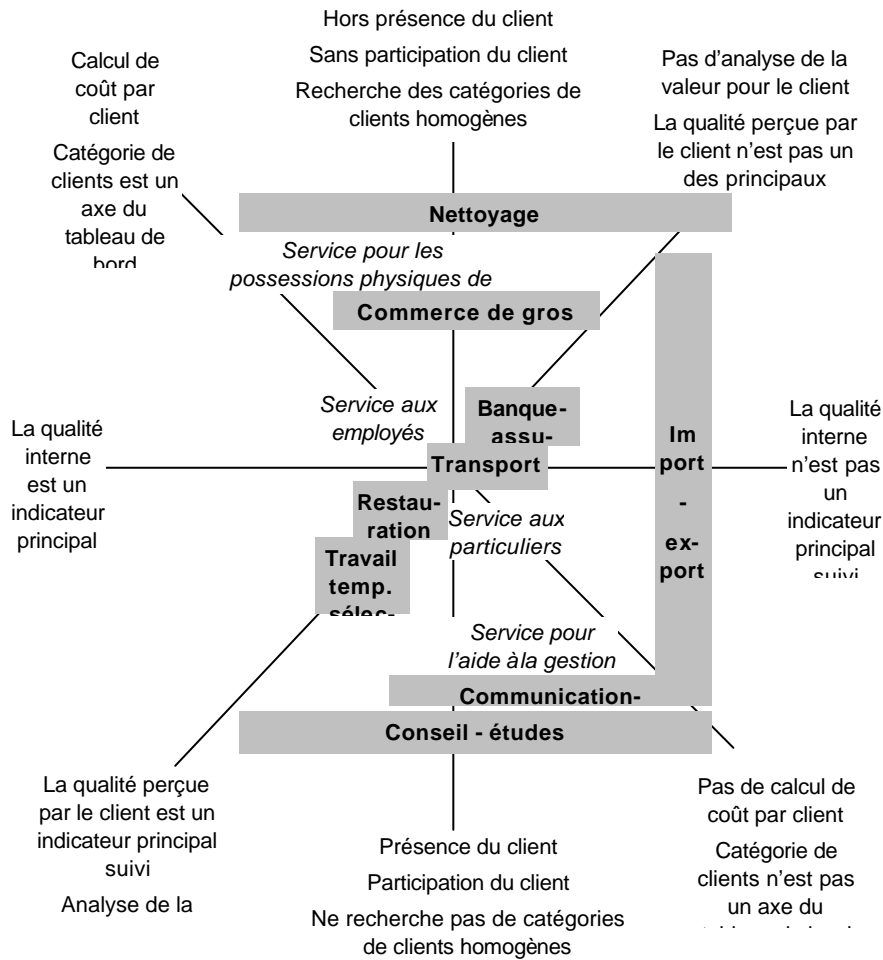 Hors présence du client
Sans participation du client
Recherche des catégories de
clients homogènes
Calcul de
coût par
client
Catégorie de
clients est un
axe du
tableau de
bord
Pas d'analyse de la
valeur pour le client
La qualité perçue par
le client n'est pas un
des principaux
Nettoyage
Service pour les
possessions physiques de
Commerce de gros
Service aux
employés
Banque-
assu-
Transport
La qualité
interne
est un
indicateur
principal
Im
port
-
ex-
port
La qualité
interne
n'est pas
un
indicateur
principal
suivi
Restau-
ration
Service aux
particuliers
Travail
temp.
sélec-
Service pour
l'aide àla gestion
Communication-
Conseil - études
La qualité perçue
par le client est un
indicateur principal
suivi
Analyse de la
Présence du client
Participation du client
Ne recherche pas de catégories
de clients homogènes
Pas de calcul de
coût par client
Catégorie de
clients n'est pas
un axe du